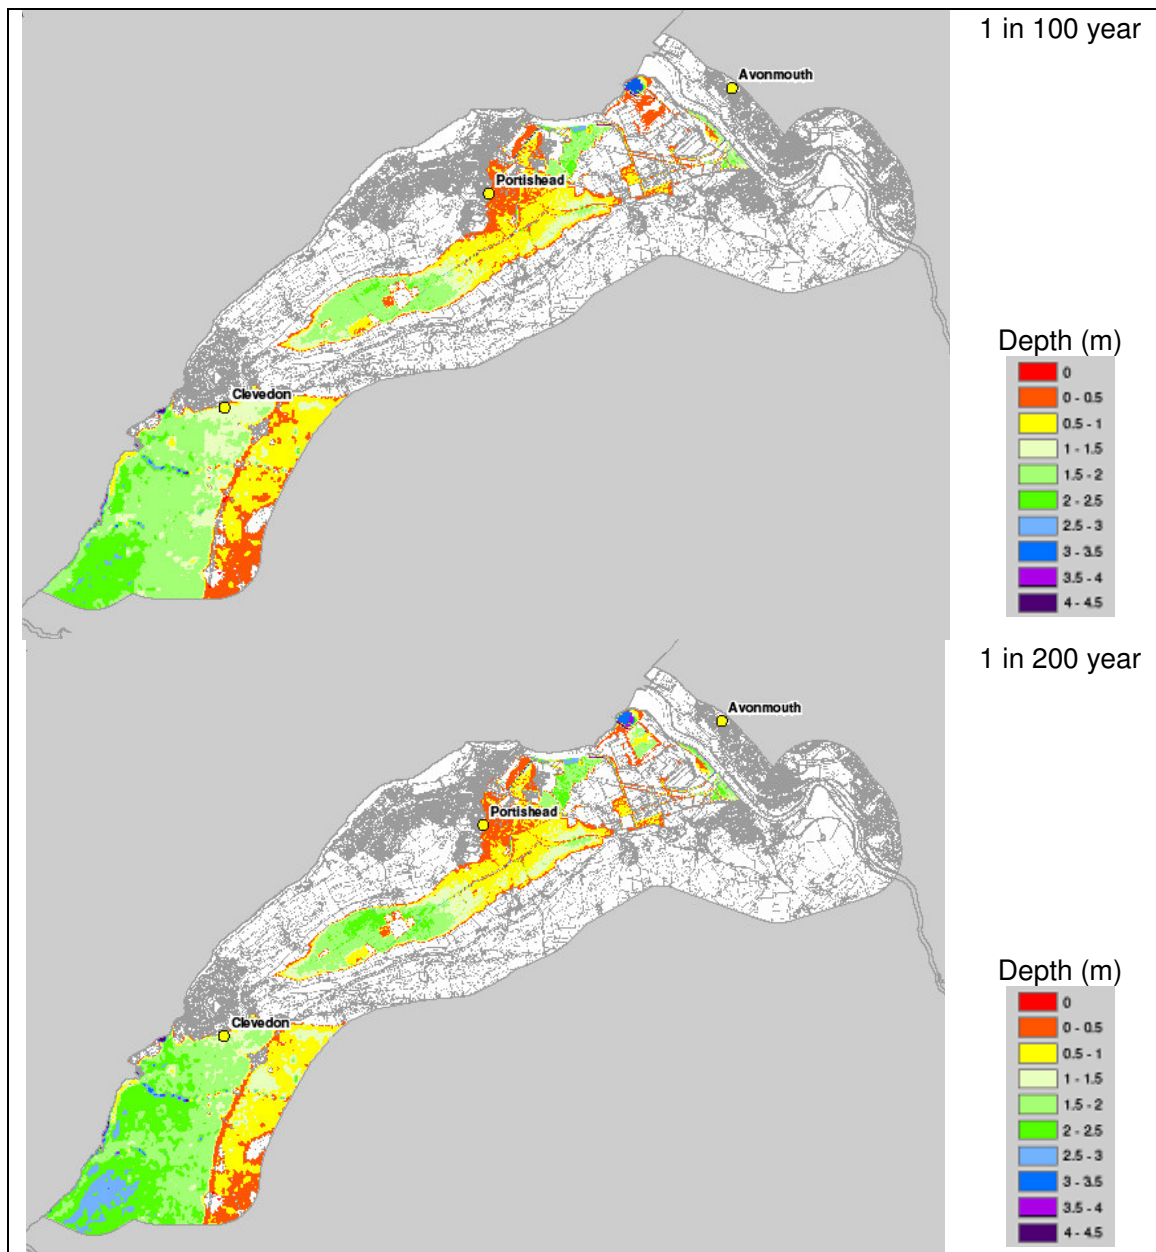 1 in 100 year
Avonmouth
Portishead
Clevedon
Depth (m)
0
0 - 0.5
0.5 - 1
1 - 1.5
1.5 - 2
2 - 2.5
2.5 - 3
3 - 3.5
3.5 - 4
4 - 4.5
1 in 200 year
Avonmouth
Portishead
Clevedon
Depth (m)
0
0 - 0.5
0.5 - 1
1 - 1.5
1.5 - 2
2 - 2.5
2.5 - 3
3 - 3.5
3.5 - 4
4 - 4.5